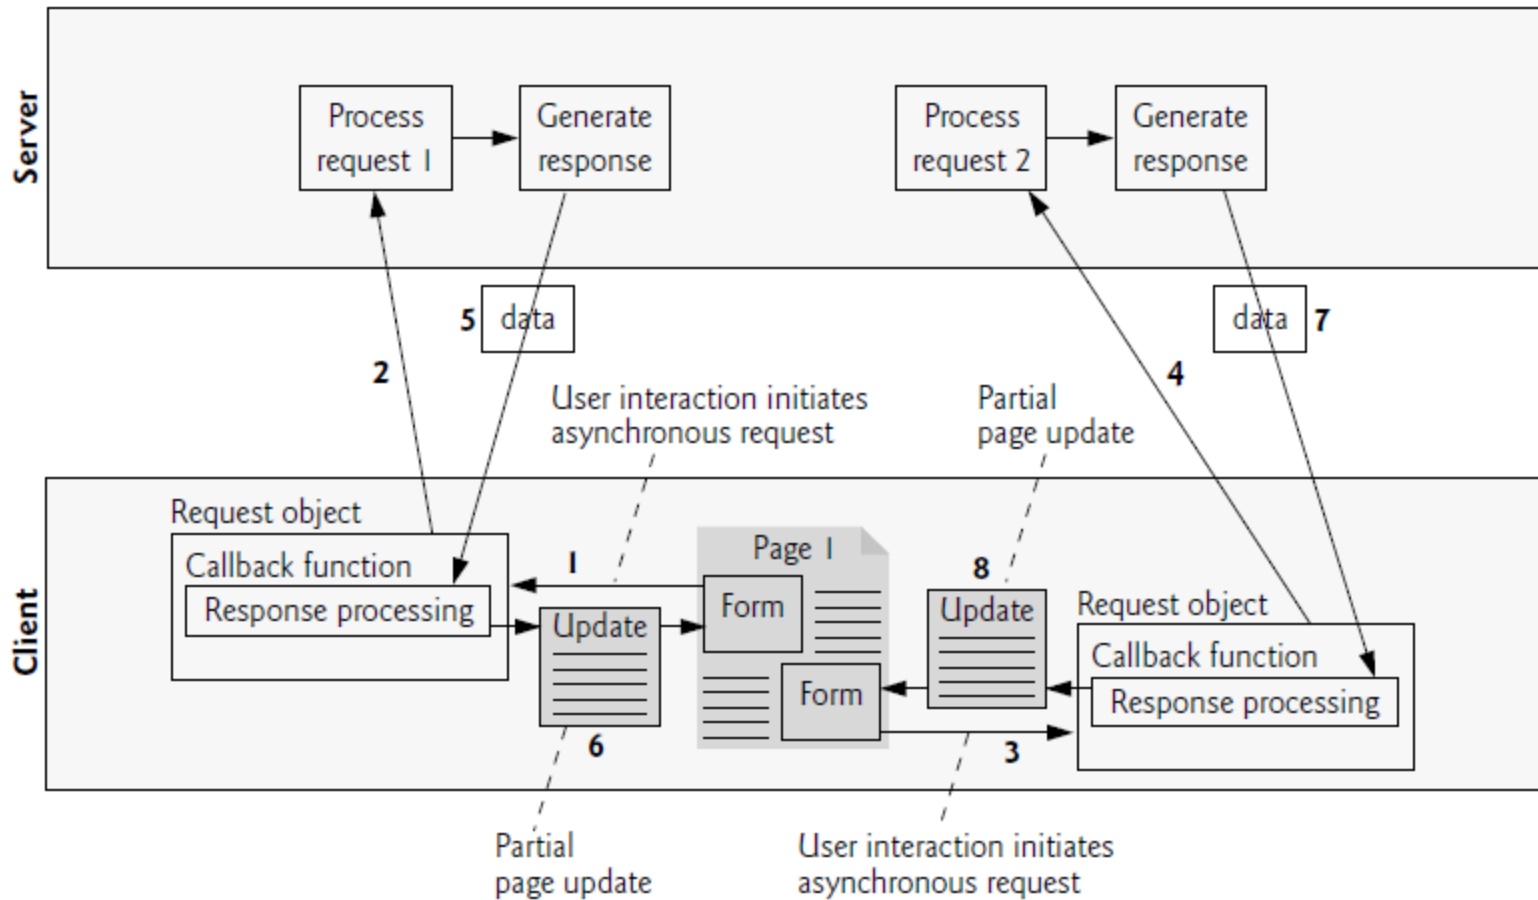 Server
Process
request 1
Generate
response
Process
request 2
Generate
response
5
data
data
7
2
4
User interaction initiates
asynchronous request
Partial
page update
Client
Request object
Callback function
Response processing
1
Update
6
Page 1
Form
Form
8
Update
3
Request object
Callback function
Response processing
Partial
page update
User interaction initiates
asynchronous request